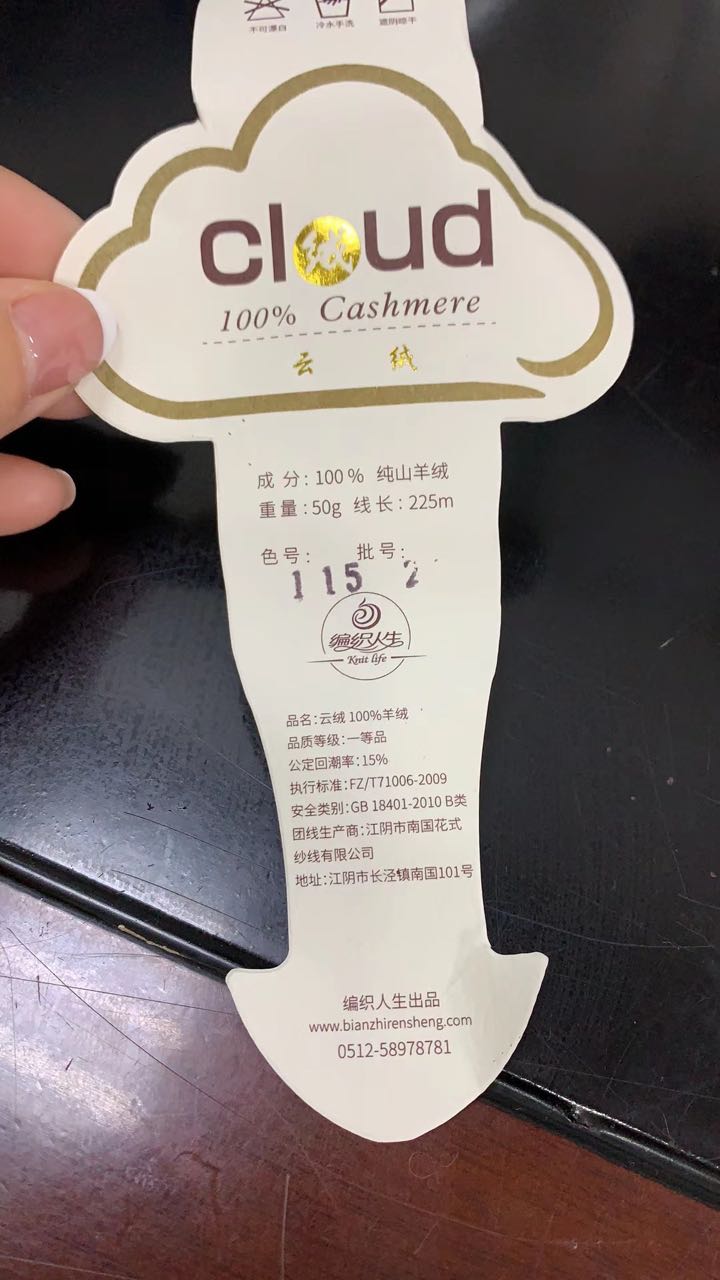 不可漂白 冷水手洗 遮阴晾干
cl绒ud
100% Cashmere
云 绒
成 分: 100 % 纯山羊绒
重 量 : 50g 线 长 : 225m
色 号 : 批 号 :
115 2
编织人生
Knit life
品名:云绒 100%羊绒
品质等级:一等品
公定回潮率:15%
执行标准:FZ/T71006-2009
安全类别:GB 18401-2010 B类
团线生产商:江阴市南国花式
纱线有限公司
地址:江阴市长泾镇南国101号
编织人生出品
www.bianzhirensheng.com
0512-58978781